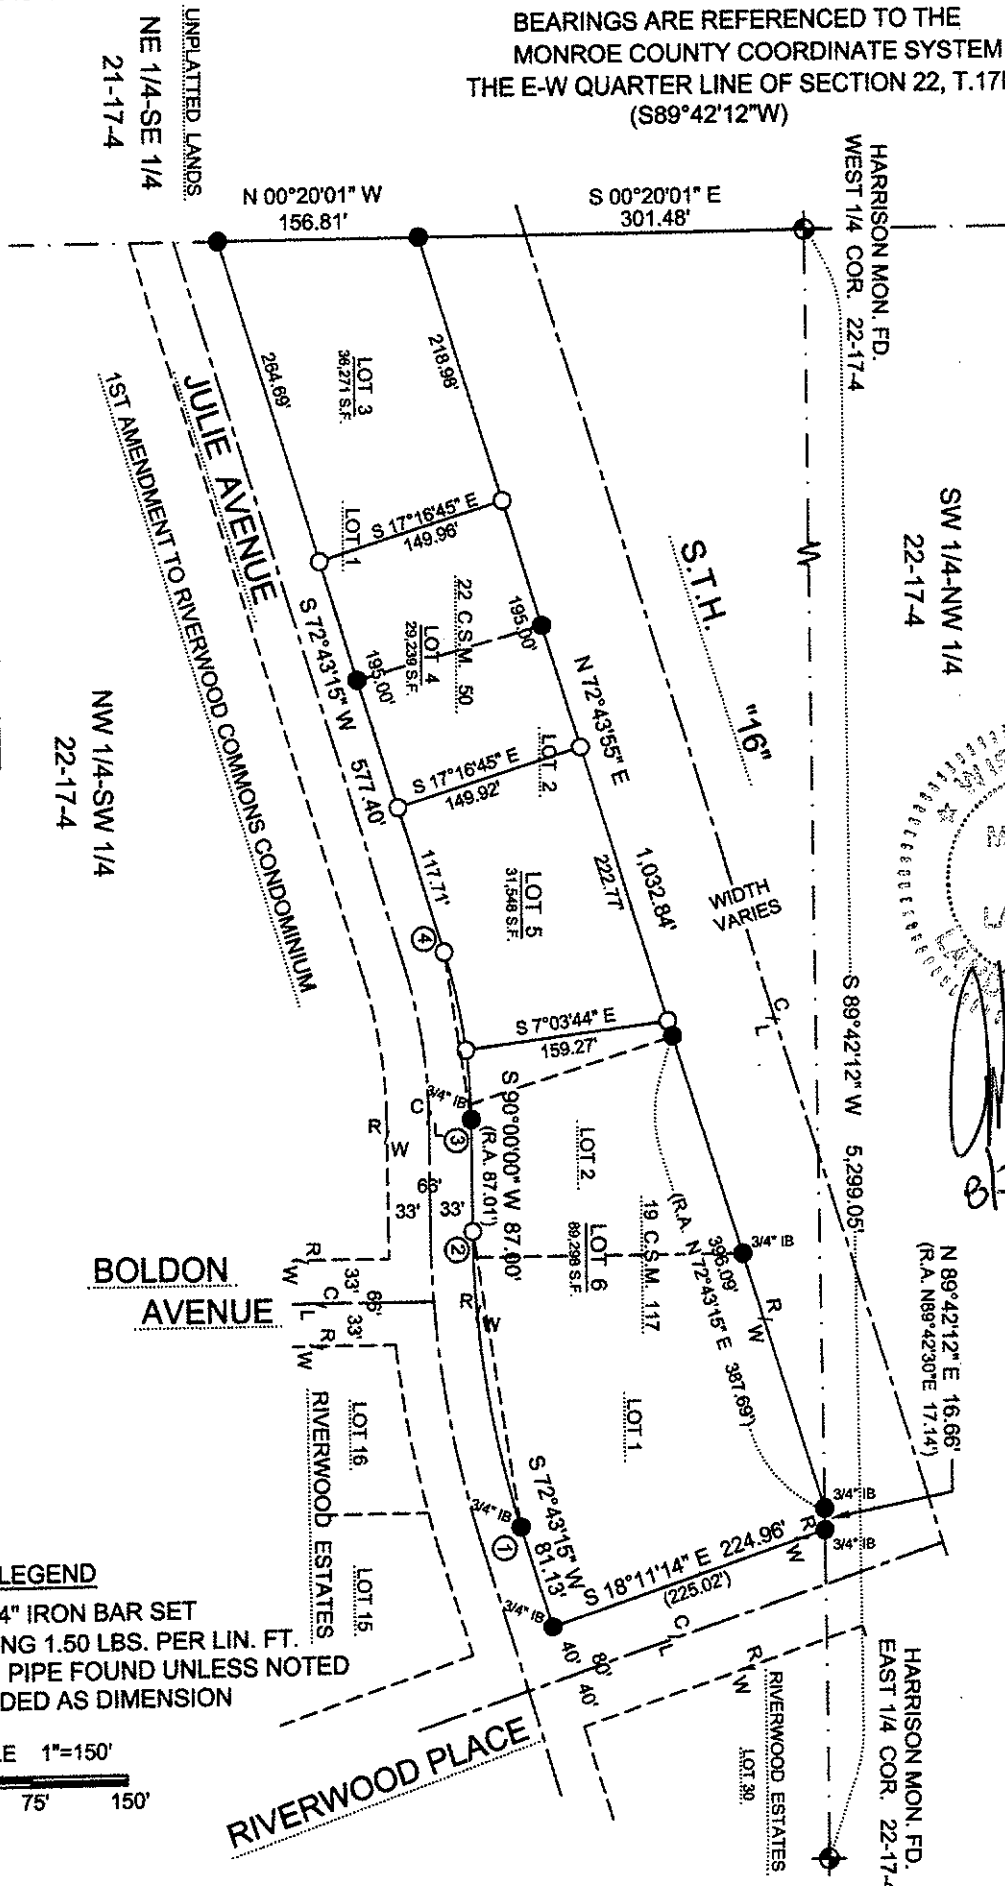 BEARINGS ARE REFERENCED TO THE
MONROE COUNTY COORDINATE SYSTEM
THE E-W QUARTER LINE OF SECTION 22, T.17
(S89°42'12"W)
UNPLATTED LANDS
NE 1/4-SE 1/4
21-17-4
N 00°20'01" W
156.81'
S 00°20'01" E
301.48'
HARRISON MON. FD.
WEST 1/4 COR. 22-17-4
SW 1/4-NW 1/4
22-17-4
S.T.H. "16"
WIDTH
VARIES
C/L
S 89°42'12" W 5,299.05'
218.98'
264.69'
LOT 3
36,271 S.F.
LOT 1
S 17°16'45" E
149.96'
195.00'
22 C.S.M. 50
LOT 4
29,239 S.F.
195.00'
S 72°43'15" W 577.40'
N 72°43'55" E 1,032.84'
LOT 2
S 17°16'45" E
149.92'
117.71'
222.77'
LOT 5
31,548 S.F.
4
S 7°03'44" E
159.27'
JULIE AVENUE
1ST AMENDMENT TO RIVERWOOD COMMONS CONDOMINIUM
NW 1/4-SW 1/4
22-17-4
3/4" IB
C
L
3
S 90°00'00" W 87.00'
(R.A. 87.01')
2
R/W
66'
33'
33'
LOT 2
19 C.S.M. 117
LOT 6
89,298 S.F.
LOT 1
396.09'
(R.A. N 72°43'15" E 387.69')
3/4" IB
R/W
N 89°42'12" E 16.66'
(R.A. N89°42'30"E 17.14')
3/4" IB
3/4" IB
R/W
BOLDON
AVENUE
R/W
33'
66'
C/L
33'
R/W
R/W
LOT 16
RIVERWOOD ESTATES
LOT 15
3/4" IB
1
S 72°43'15" W
81.13'
3/4" IB
S 18°11'14" E 224.96'
(225.02')
40'
80'
40'
C/L
R/W
RIVERWOOD ESTATES
LOT 30
HARRISON MON. FD.
EAST 1/4 COR. 22-17-
RIVERWOOD PLACE
LEGEND
4" IRON BAR SET
NG 1.50 LBS. PER LIN. FT.
PIPE FOUND UNLESS NOTED
DED AS DIMENSION
LE 1"=150'
75' 150'